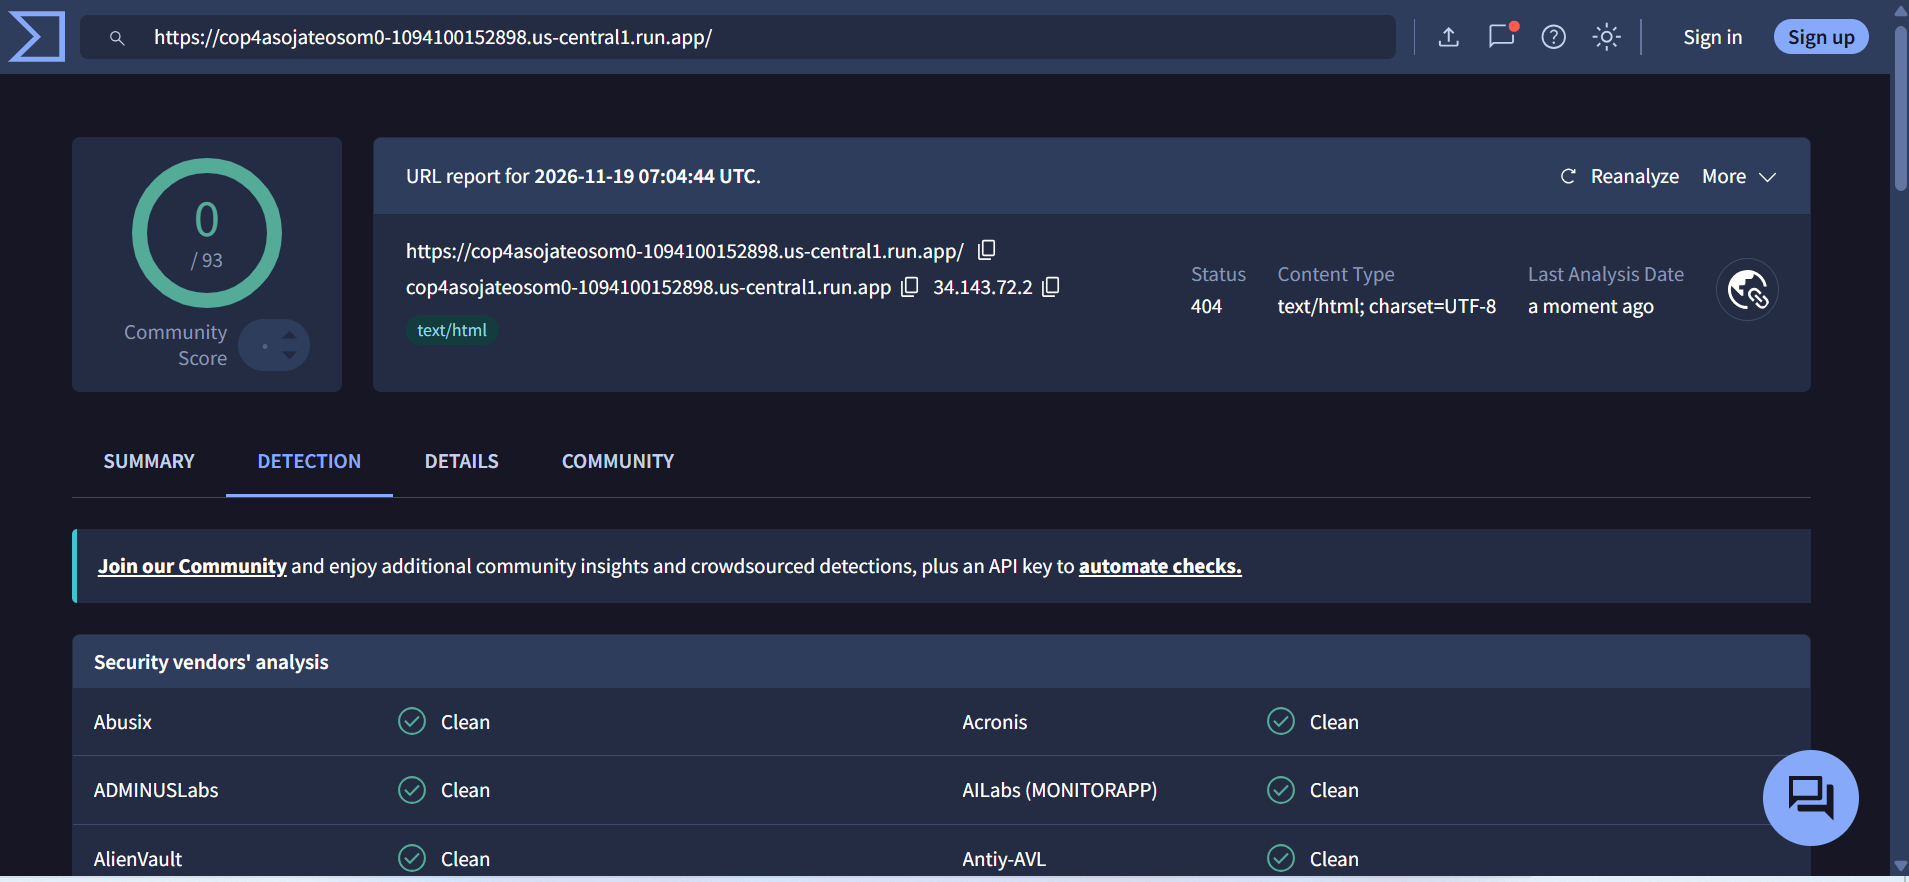 https://cop4asojateosom0-1094100152898.us-central1.run.app/
Sign in
Sign up
0
/ 93
Community
Score
URL report for 2026-11-19 07:04:44 UTC.
Reanalyze
More
https://cop4asojateosom0-1094100152898.us-central1.run.app/
cop4asojateosom0-1094100152898.us-central1.run.app 34.143.72.2
text/html
Status
404
Content Type
text/html; charset=UTF-8
Last Analysis Date
a moment ago
SUMMARY
DETECTION
DETAILS
COMMUNITY
Join our Community and enjoy additional community insights and crowdsourced detections, plus an API key to automate checks.
Security vendors' analysis
Abusix Clean Acronis Clean
ADMINUSLabs Clean AILabs (MONITORAPP) Clean
AlienVault Clean Antiy-AVL Clean